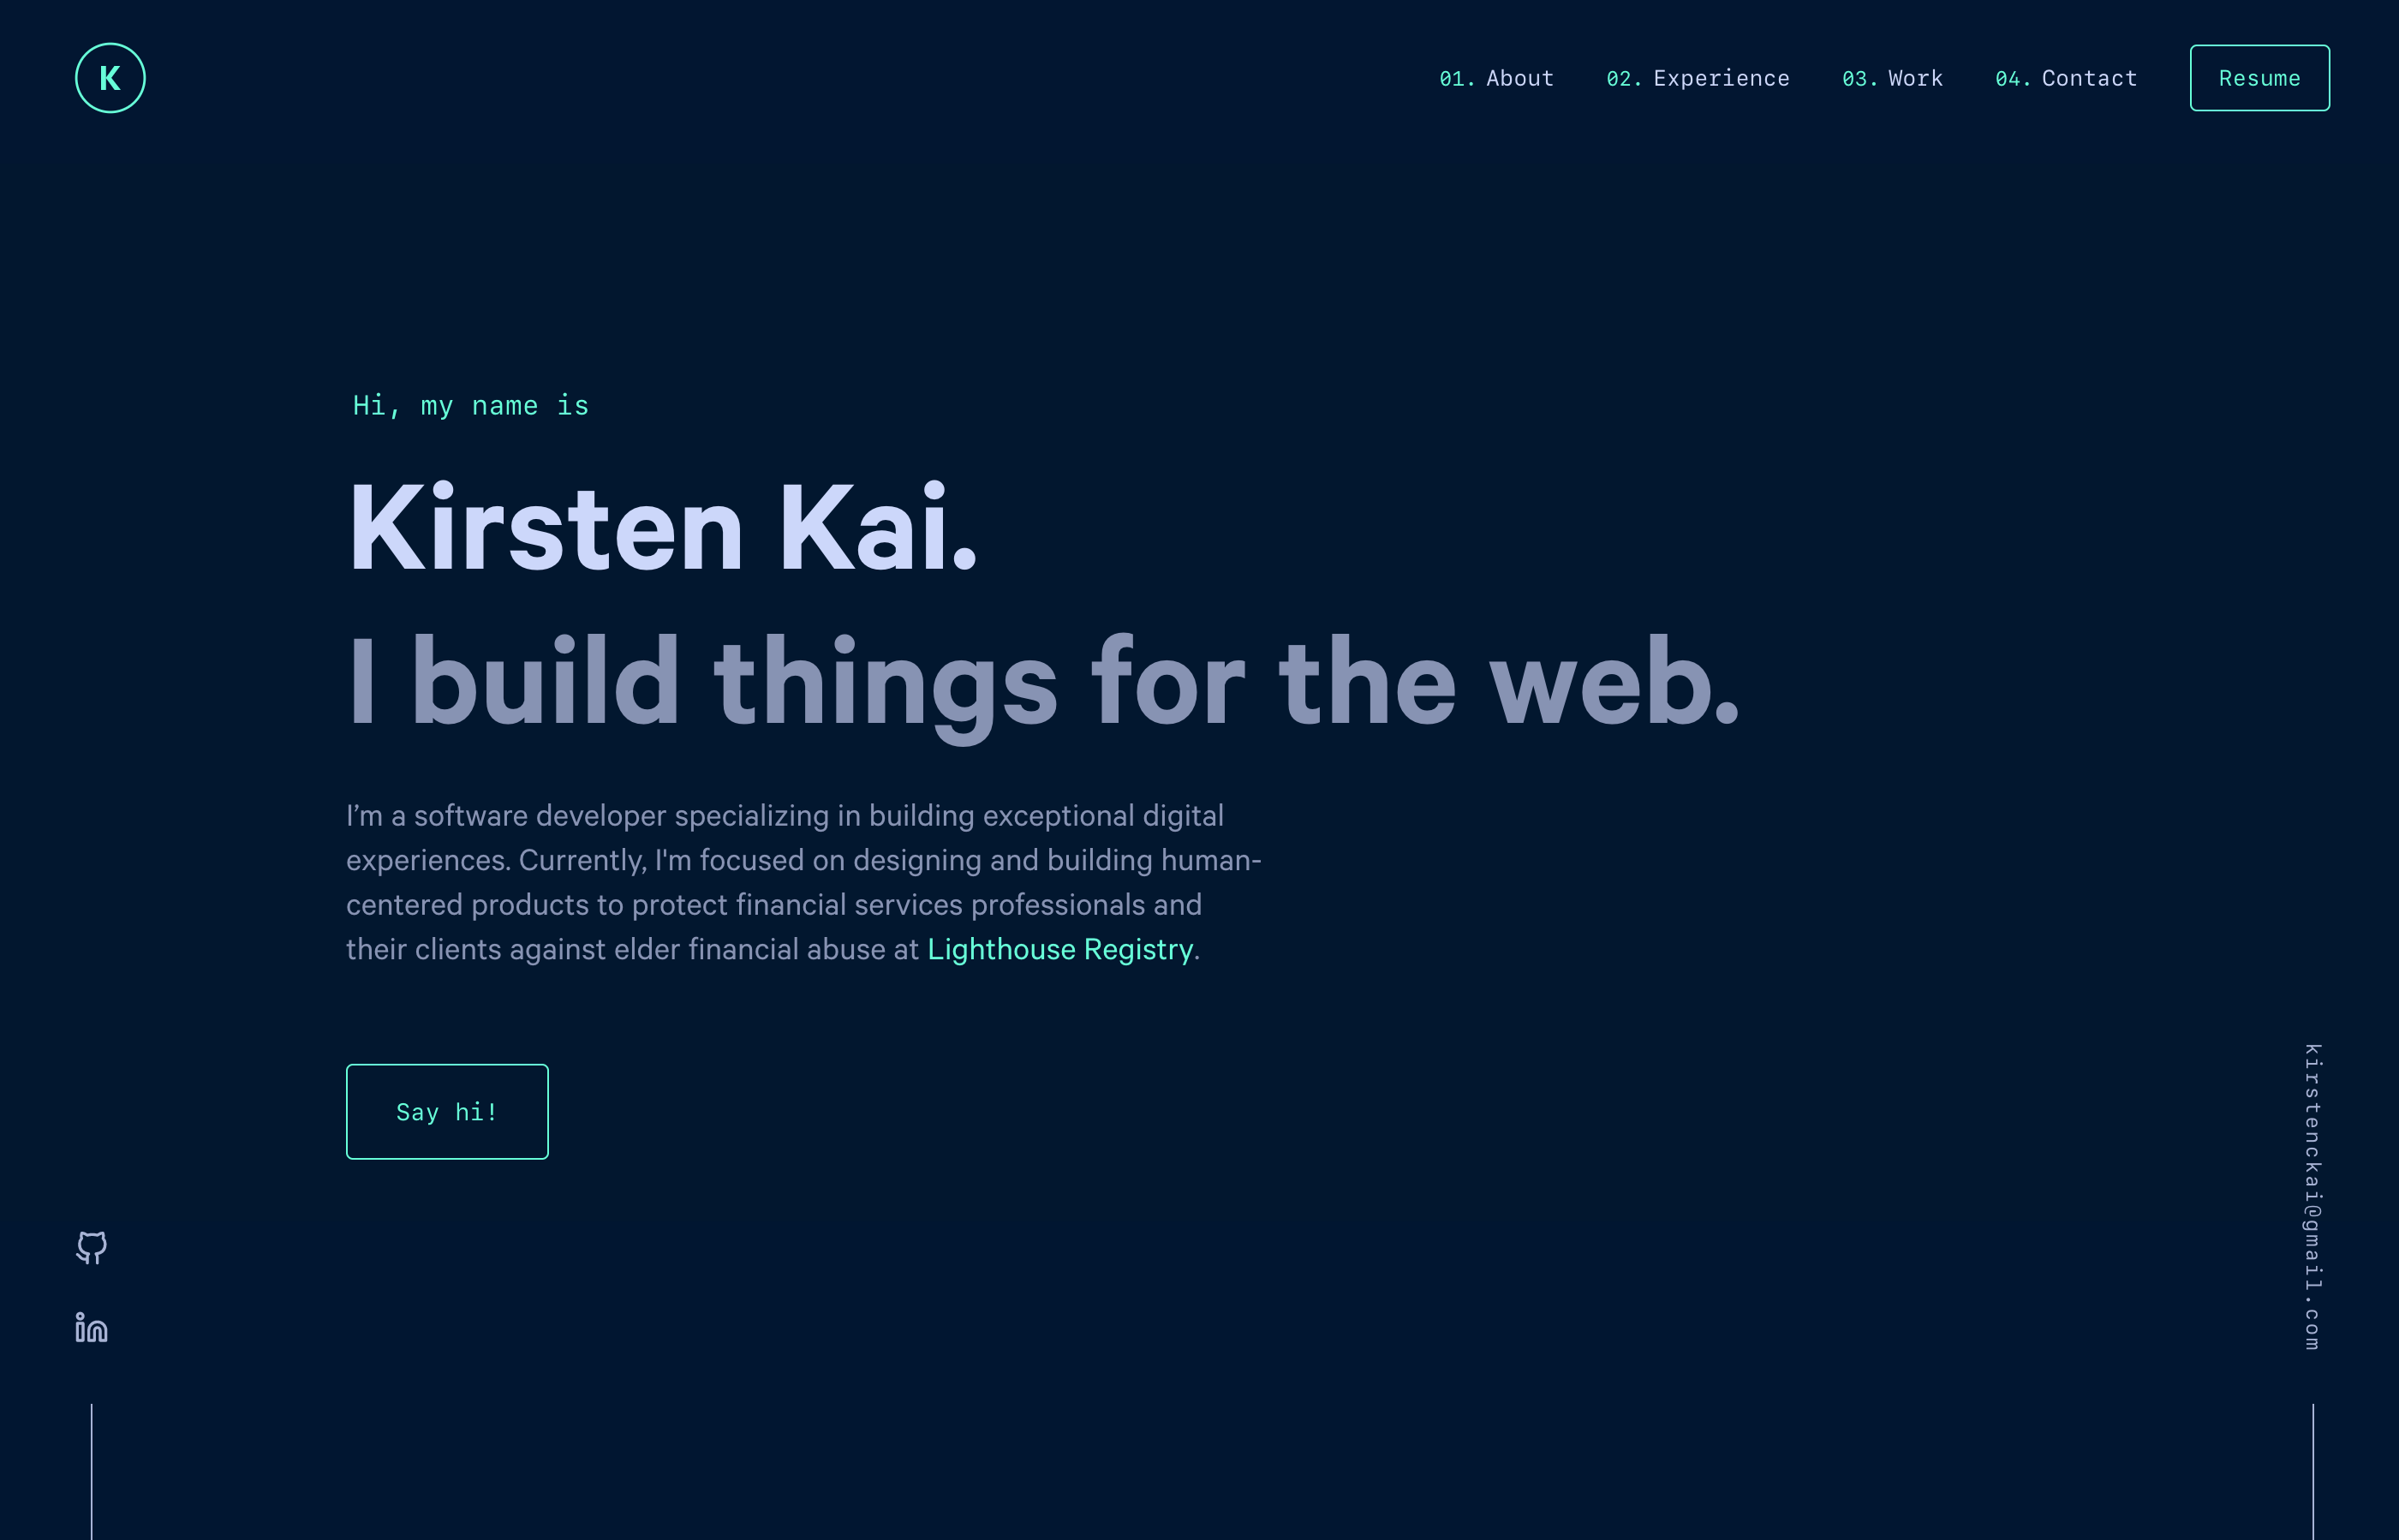 K
01. About 02. Experience 03. Work 04. Contact Resume
Hi, my name is
Kirsten Kai.
I build things for the web.
I’m a software developer specializing in building exceptional digital
experiences. Currently, I'm focused on designing and building human-
centered products to protect financial services professionals and
their clients against elder financial abuse at Lighthouse Registry.
Say hi!
kirstenckai@gmail.com
in